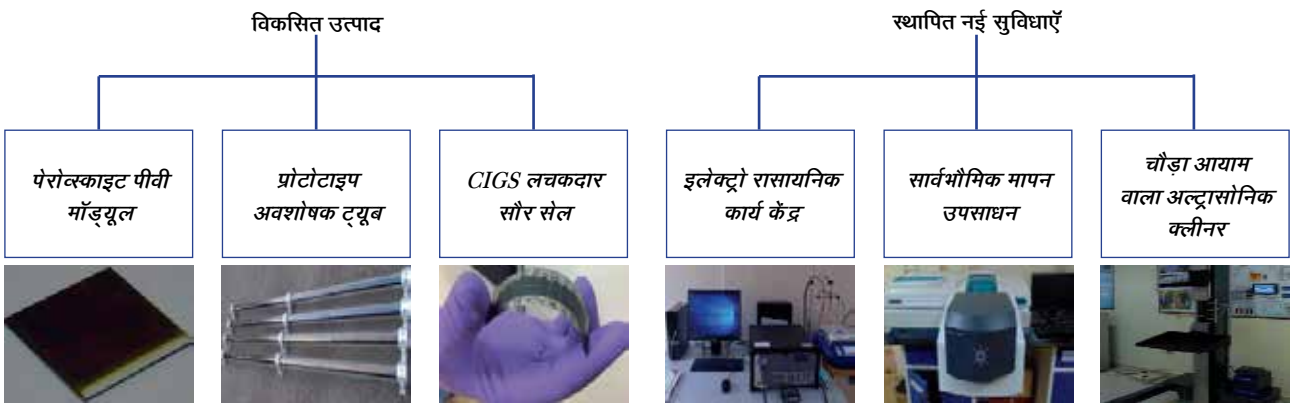 विकसित उत्पाद
पेरोव्स्काइट पीवी
मॉड्यूल
प्रोटोटाइप
अवशोषक ट्यूब
CIGS लचकदार
सौर सेल
स्थापित नई सुविधाऍ
इलेक्ट्रो रासायनिक
कार्य केंद्र
सार्वभौमिक मापन
उपसाधन
चौड़ा आयाम
वाला अल्ट्रासोनिक
क्लीनर